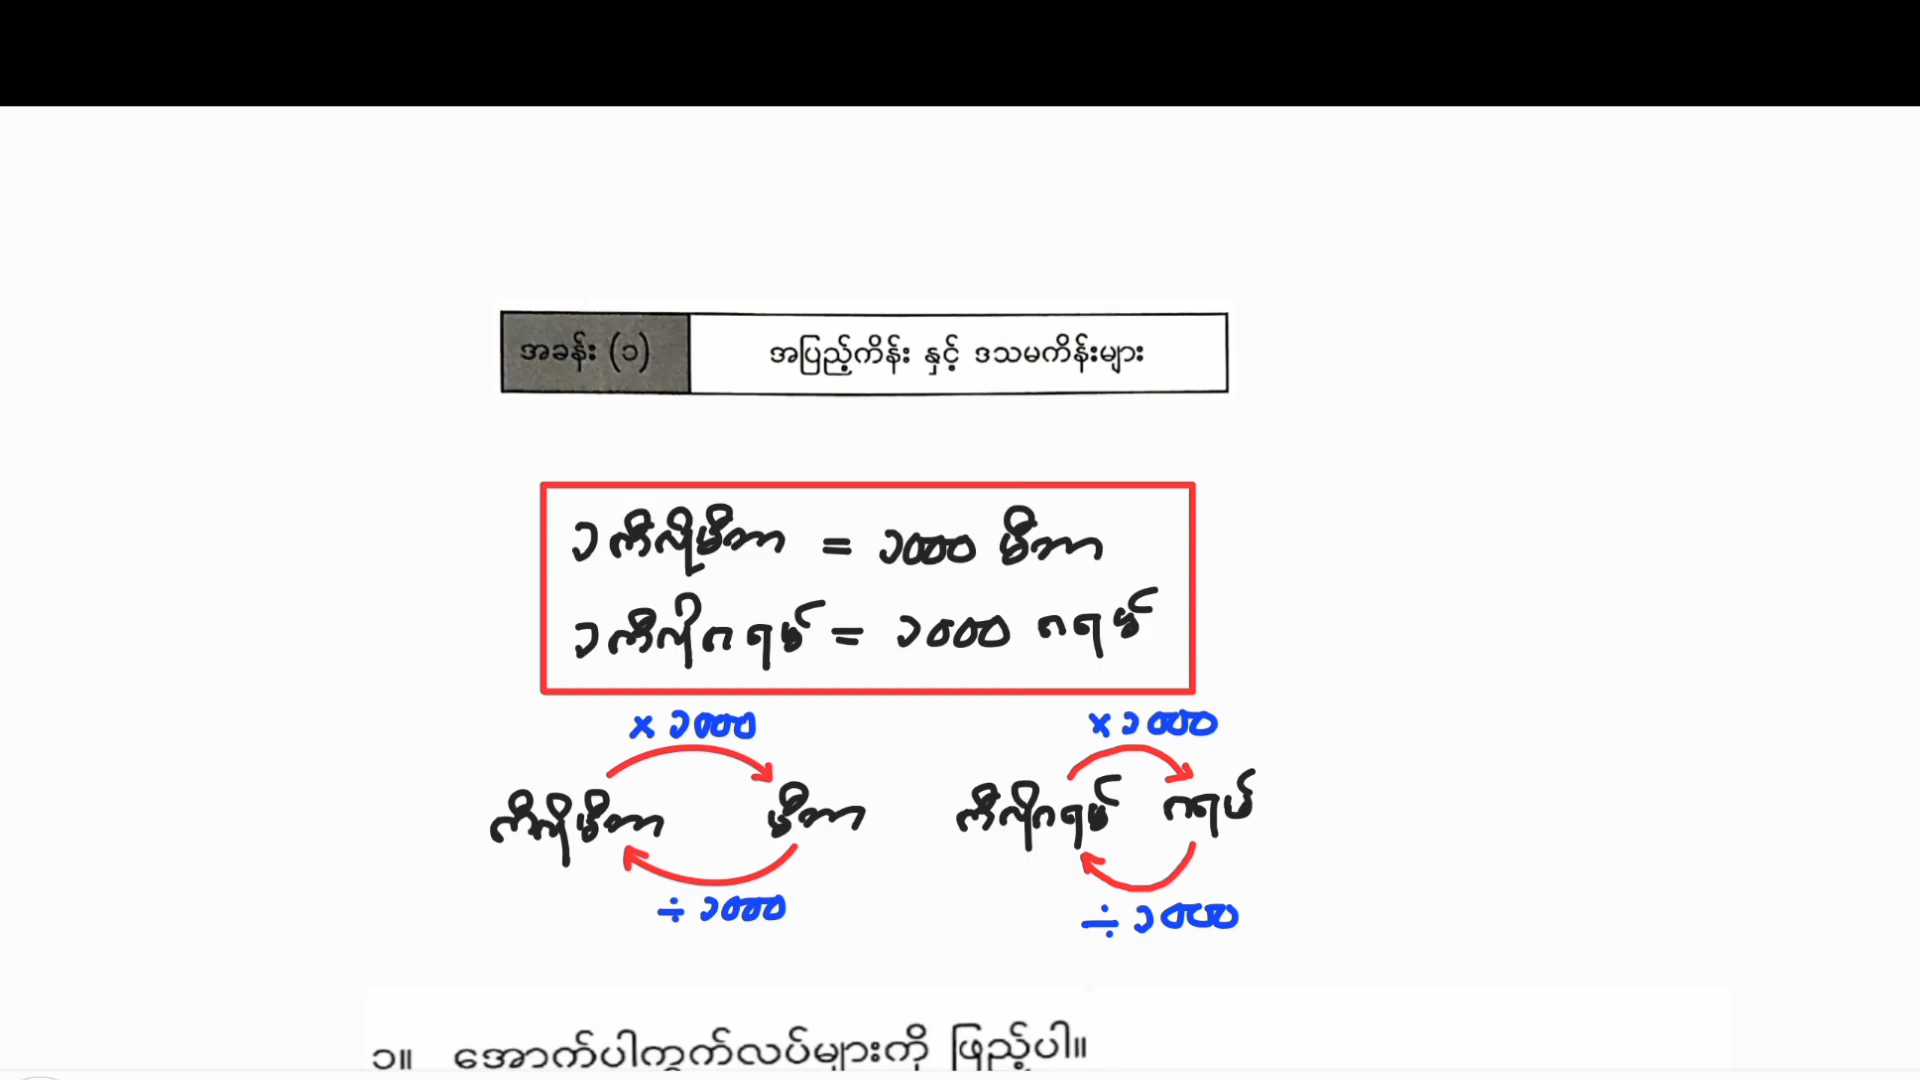 အခန်း (၁) အပြည့်ကိန်း နှင့် ဒသမကိန်းများ
၁ ကီလိုမီတာ = ၁၀၀၀ မီတာ
၁ ကီလိုဂရမ် = ၁၀၀၀ ဂရမ်
× ၁၀၀၀ × ၁၀၀၀
ကီလိုမီတာ မီတာ ကီလိုဂရမ် ဂရမ်
÷ ၁၀၀၀ ÷ ၁၀၀၀
၁။ အောက်ပါကွက်လပ်များကို ဖြည့်ပါ။